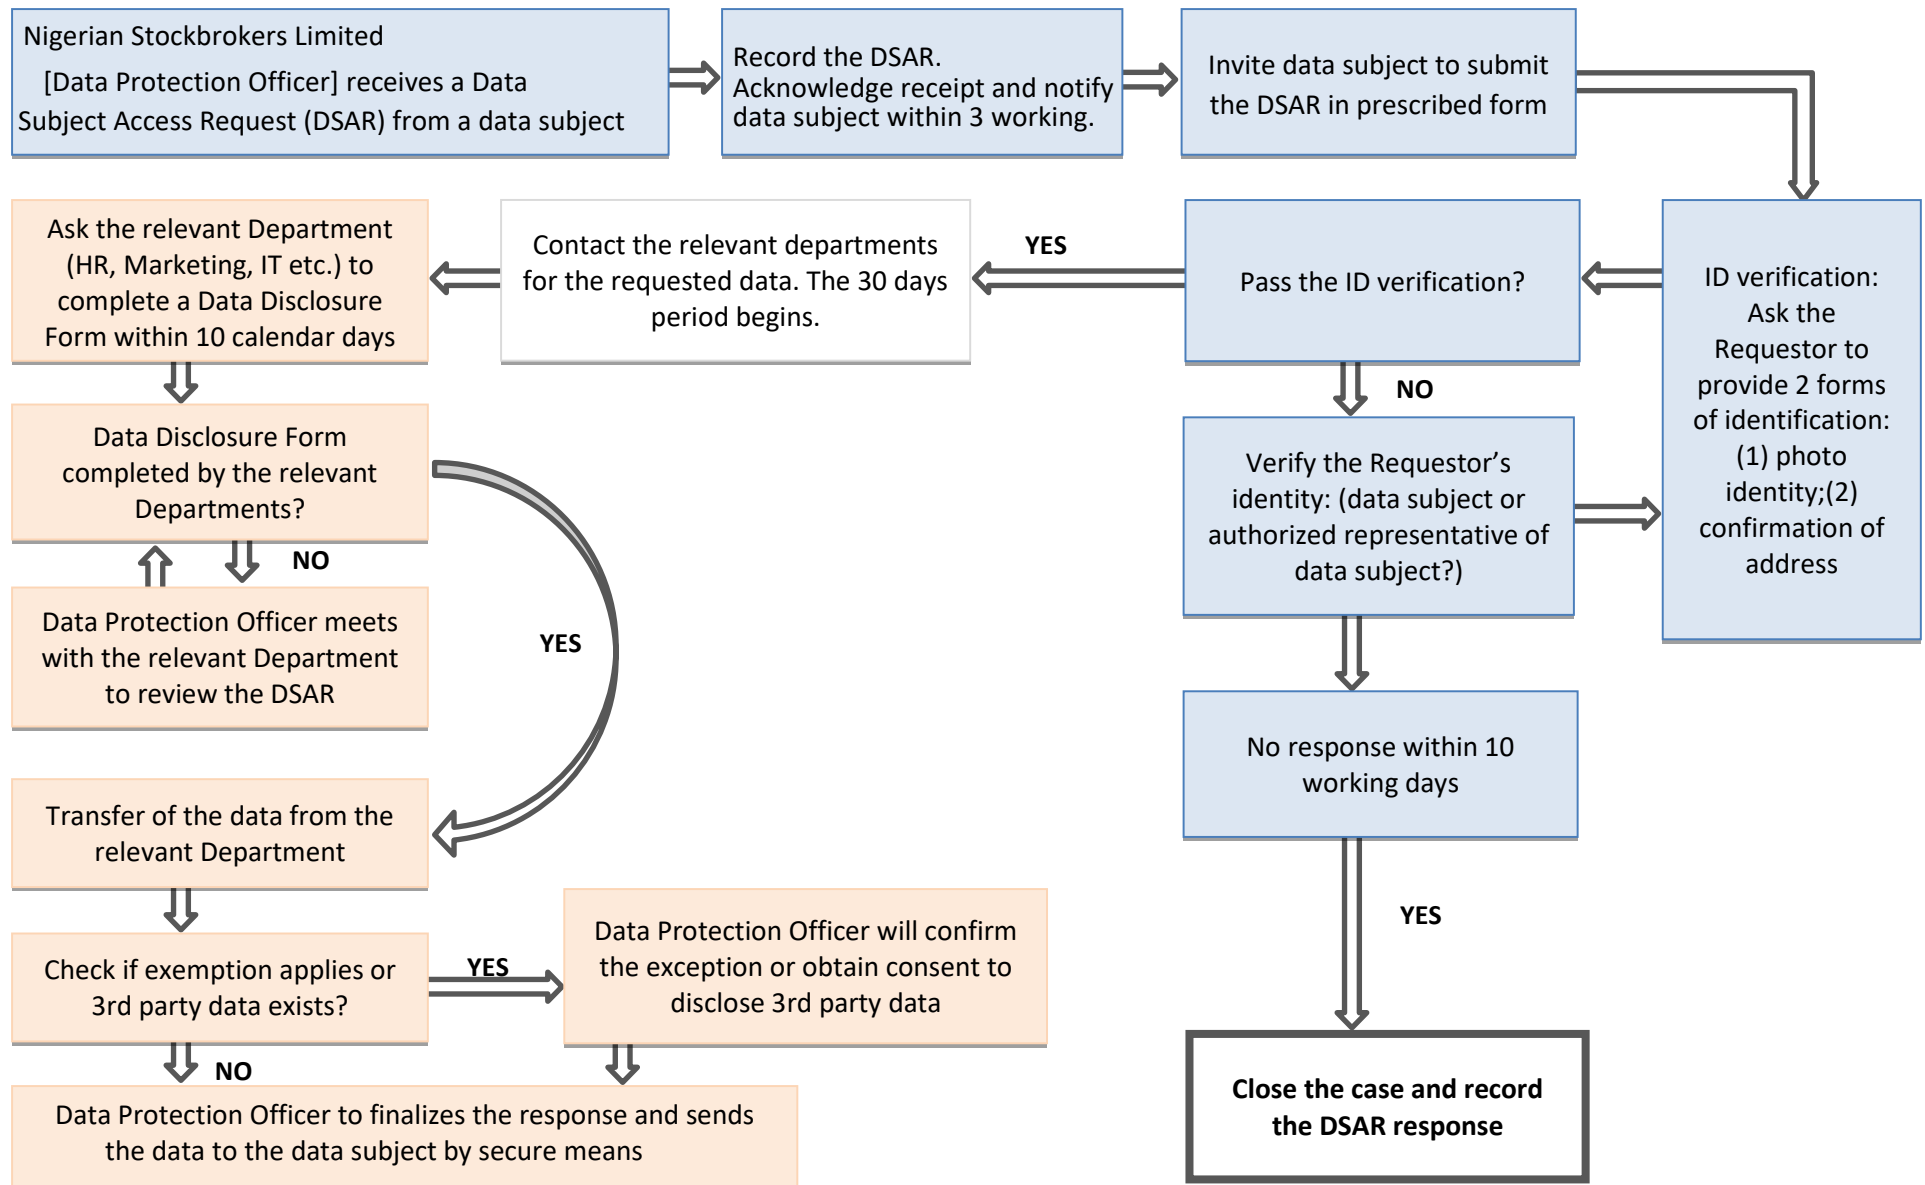 Nigerian Stockbrokers Limited
[Data Protection Officer] receives a Data
Subject Access Request (DSAR) from a data subject
Record the DSAR.
Acknowledge receipt and notify
data subject within 3 working.
Invite data subject to submit
the DSAR in prescribed form
ID verification:
Ask the
Requestor to
provide 2 forms
of identification:
(1) photo
identity;(2)
confirmation of
address
Pass the ID verification?
YES
Contact the relevant departments
for the requested data. The 30 days
period begins.
Ask the relevant Department
(HR, Marketing, IT etc.) to
complete a Data Disclosure
Form within 10 calendar days
NO
Verify the Requestor’s
identity: (data subject or
authorized representative of
data subject?)
No response within 10
working days
YES
Close the case and record
the DSAR response
Data Disclosure Form
completed by the relevant
Departments?
NO
Data Protection Officer meets
with the relevant Department
to review the DSAR
YES
Transfer of the data from the
relevant Department
Check if exemption applies or
3rd party data exists?
YES
Data Protection Officer will confirm
the exception or obtain consent to
disclose 3rd party data
NO
Data Protection Officer to finalizes the response and sends
the data to the data subject by secure means